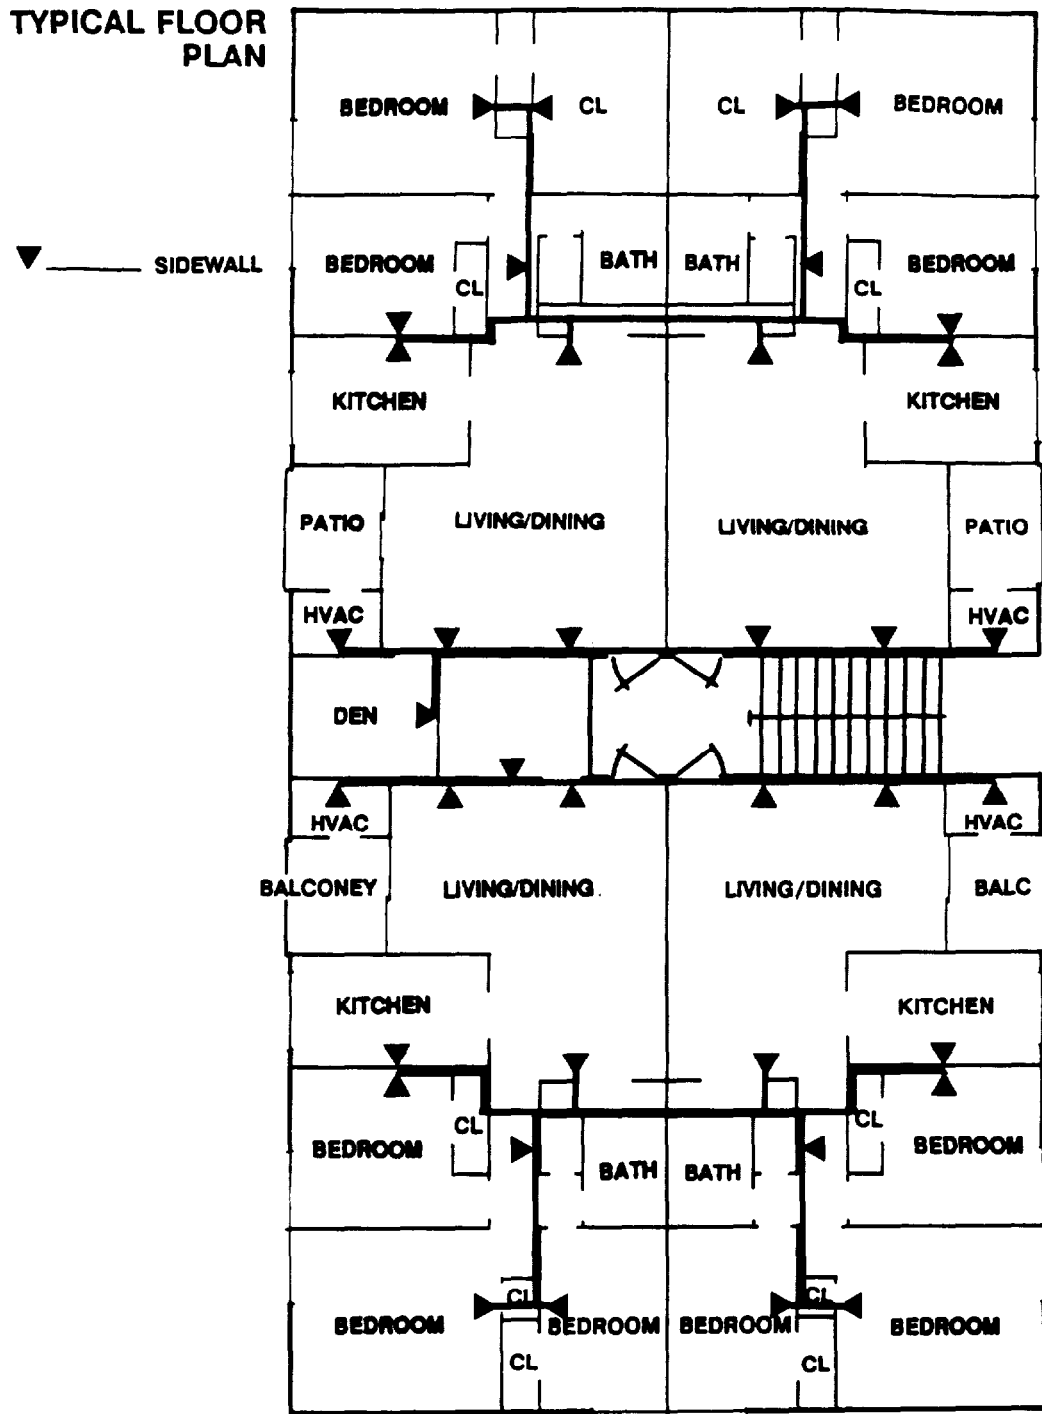 TYPICAL FLOOR
PLAN
BEDROOM CL CL BEDROOM
SIDEWALL
BEDROOM CL BATH BATH BEDROOM CL
KITCHEN KITCHEN
PATIO LIVING/DINING LIVING/DINING PATIO
HVAC HVAC
DEN
HVAC HVAC
BALCONEY LIVING/DINING LIVING/DINING BALC
KITCHEN KITCHEN
CL CL
BEDROOM BATH BATH BEDROOM
CL CL
BEDROOM BEDROOM BEDROOM BEDROOM
CL CL